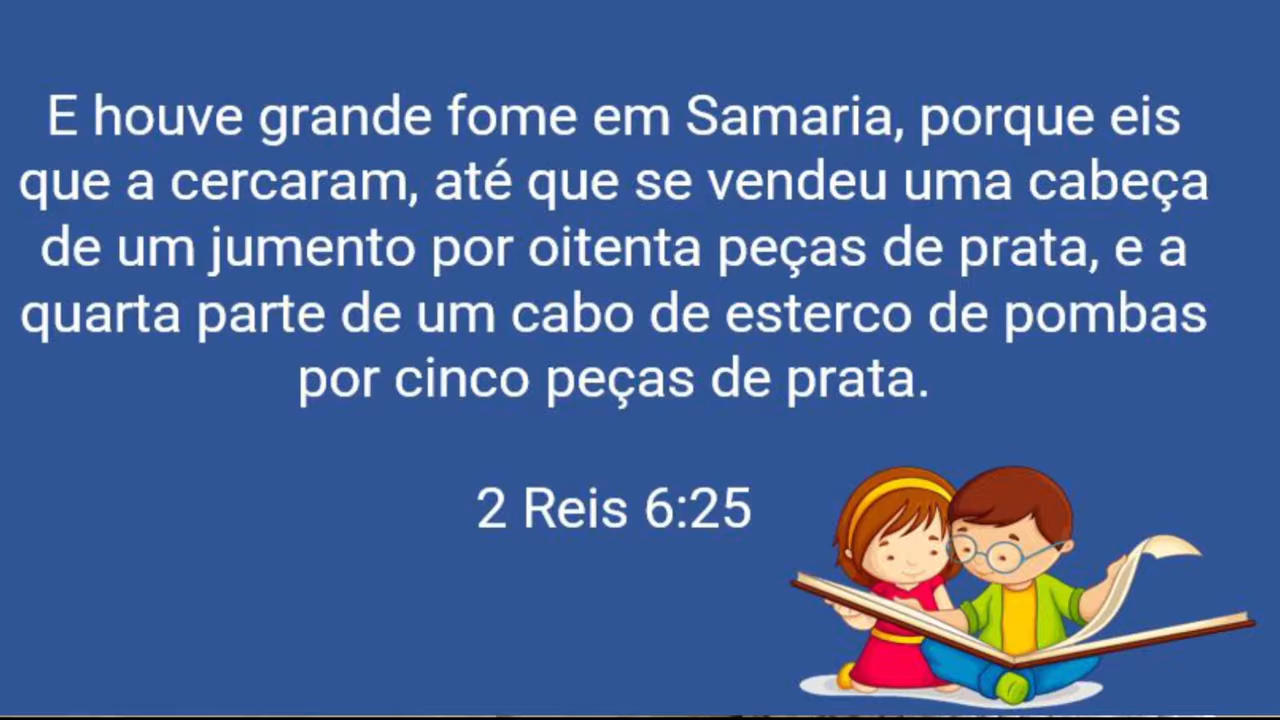 E houve grande fome em Samaria, porque eis
que a cercaram, até que se vendeu uma cabeça
de um jumento por oitenta peças de prata, e a
quarta parte de um cabo de esterco de pombas
por cinco peças de prata.
2 Reis 6:25